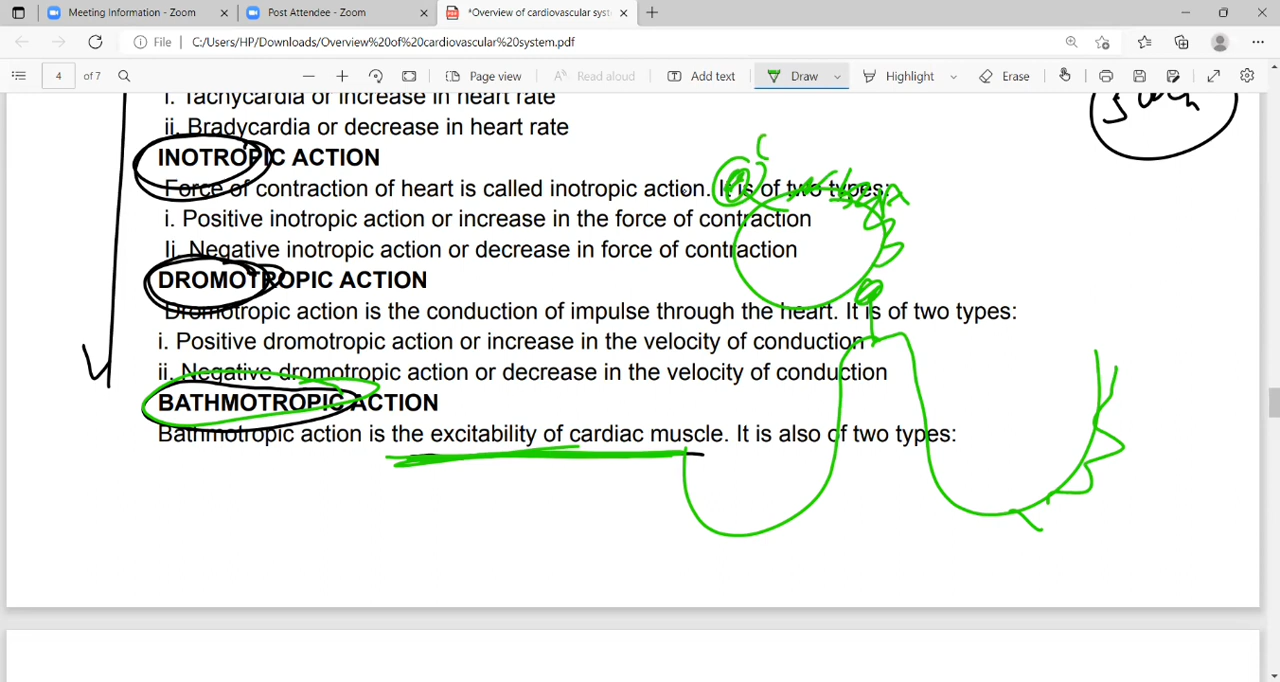 Meeting Information - Zoom
Post Attendee - Zoom
*Overview of cardiovascular syst
File
C:/Users/HP/Downloads/Overview%20of%20cardiovascular%20system.pdf
4 of 7
Page view
Read aloud
Add text
Draw
Highlight
Erase
i. Tachycardia or increase in heart rate
ii. Bradycardia or decrease in heart rate
INOTROPIC ACTION
Force of contraction of heart is called inotropic action. It is of two types:
i. Positive inotropic action or increase in the force of contraction
Ii. Negative inotropic action or decrease in force of contraction
DROMOTROPIC ACTION
Dromotropic action is the conduction of impulse through the heart. It is of two types:
i. Positive dromotropic action or increase in the velocity of conduction
ii. Negative dromotropic action or decrease in the velocity of conduction
BATHMOTROPIC ACTION
Bathmotropic action is the excitability of cardiac muscle. It is also of two types: